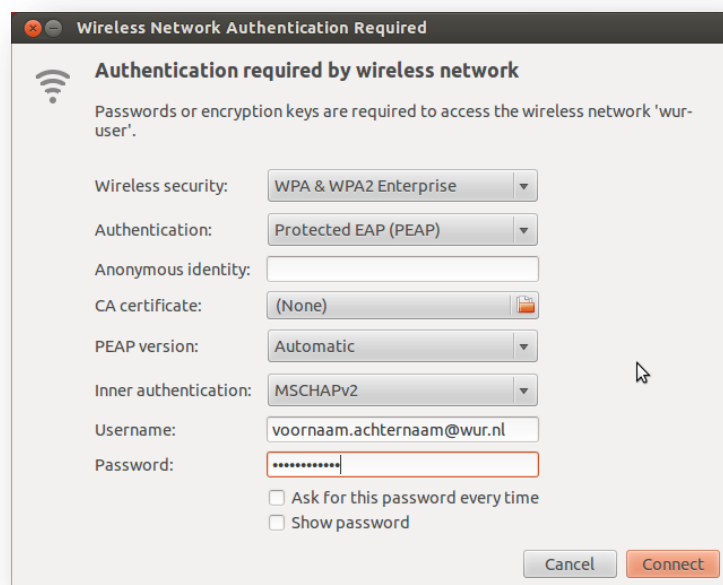 Wireless Network Authentication Required
Authentication required by wireless network
Passwords or encryption keys are required to access the wireless network 'wur-
user'.
Wireless security: WPA & WPA2 Enterprise
Authentication: Protected EAP (PEAP)
Anonymous identity:
CA certificate: (None)
PEAP version: Automatic
Inner authentication: MSCHAPv2
Username: voornaam.achternaam@wur.nl
Password: ••••••••••••
Ask for this password every time
Show password
Cancel Connect